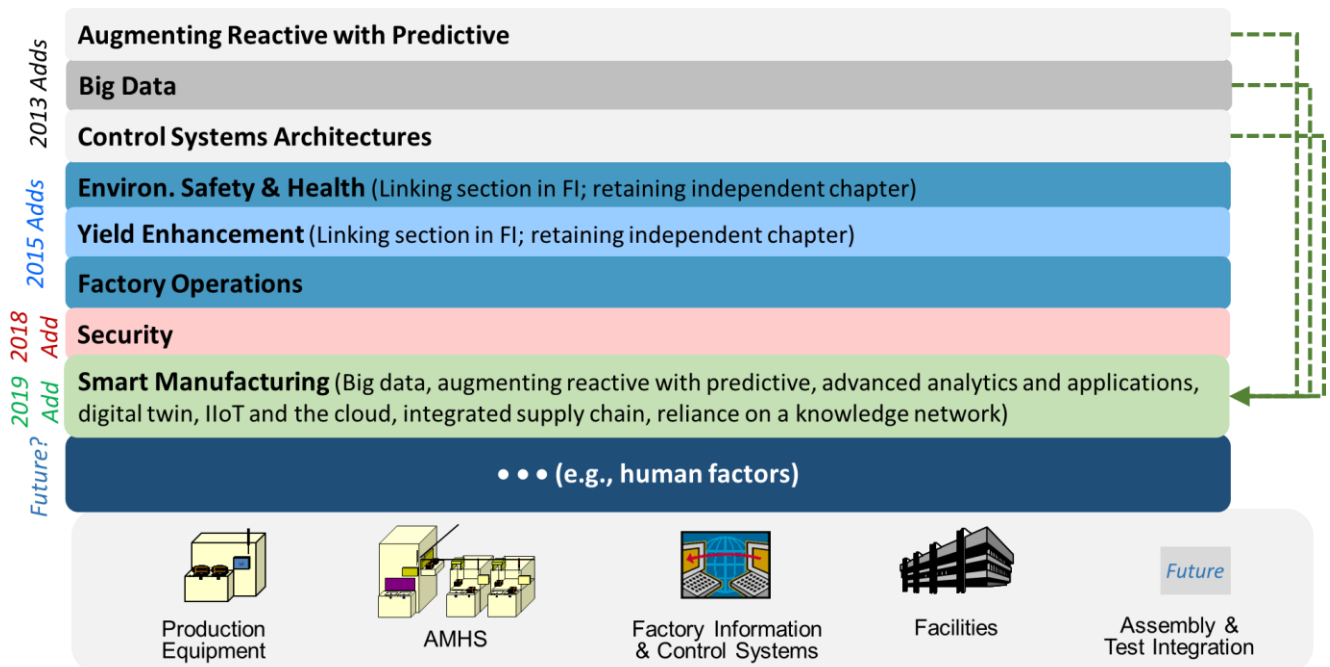 2013 Adds
Augmenting Reactive with Predictive
Big Data
Control Systems Architectures
2015 Adds
Environ. Safety & Health (Linking section in FI; retaining independent chapter)
Yield Enhancement (Linking section in FI; retaining independent chapter)
Factory Operations
2018
Add
Security
2019
Add
Smart Manufacturing (Big data, augmenting reactive with predictive, advanced analytics and applications,
digital twin, IIoT and the cloud, integrated supply chain, reliance on a knowledge network)
Future?
• • • (e.g., human factors)
Production
Equipment
AMHS
Factory Information
& Control Systems
Facilities
Future
Assembly &
Test Integration